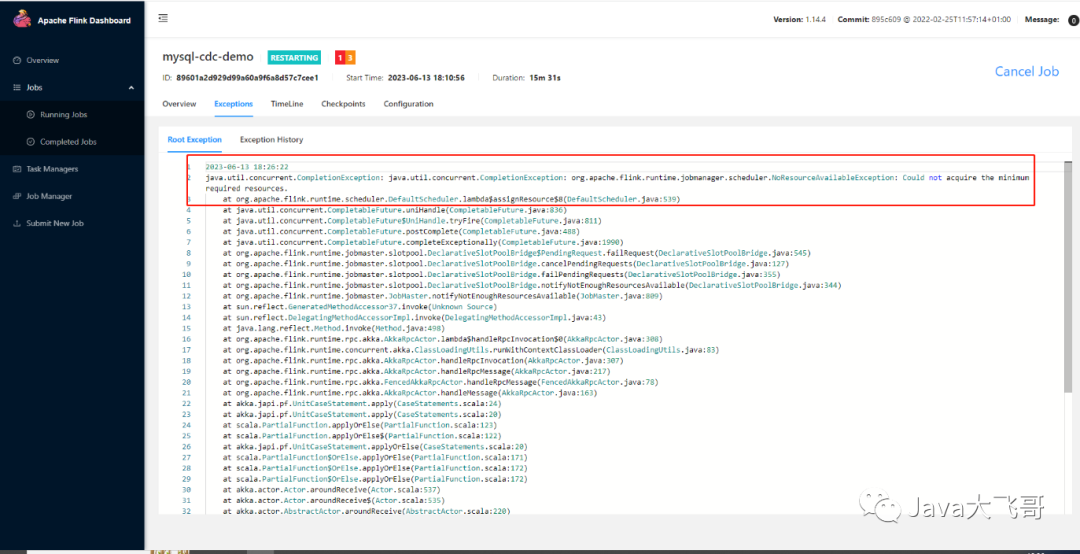 Apache Flink Dashboard
Version: 1.14.4 Commit: 895c609 @ 2022-02-25T11:57:14+01:00 Message: 0
Overview
Jobs
Running Jobs
Completed Jobs
Task Managers
Job Manager
Submit New Job
mysql-cdc-demo RESTARTING 1 3
ID: 89601a2d929d99a60a9f6a8d57c7cee1 Start Time: 2023-06-13 18:10:56 Duration: 15m 31s
Cancel Job
Overview Exceptions TimeLine Checkpoints Configuration
Root Exception Exception History
1 2023-06-13 18:26:22
2 java.util.concurrent.CompletionException: java.util.concurrent.CompletionException: org.apache.flink.runtime.jobmanager.scheduler.NoResourceAvailableException: Could not acquire the minimum
required resources.
3 at org.apache.flink.runtime.scheduler.DefaultScheduler.lambda$assignResource$8(DefaultScheduler.java:539)
4 at java.util.concurrent.CompletableFuture.uniHandle(CompletableFuture.java:836)
5 at java.util.concurrent.CompletableFuture$UniHandle.tryFire(CompletableFuture.java:811)
6 at java.util.concurrent.CompletableFuture.postComplete(CompletableFuture.java:488)
7 at java.util.concurrent.CompletableFuture.completeExceptionally(CompletableFuture.java:1990)
8 at org.apache.flink.runtime.jobmaster.slotpool.DeclarativeSlotPoolBridge$PendingRequest.failRequest(DeclarativeSlotPoolBridge.java:545)
9 at org.apache.flink.runtime.jobmaster.slotpool.DeclarativeSlotPoolBridge.cancelPendingRequests(DeclarativeSlotPoolBridge.java:127)
10 at org.apache.flink.runtime.jobmaster.slotpool.DeclarativeSlotPoolBridge.failPendingRequests(DeclarativeSlotPoolBridge.java:355)
11 at org.apache.flink.runtime.jobmaster.slotpool.DeclarativeSlotPoolBridge.notifyNotEnoughResourcesAvailable(DeclarativeSlotPoolBridge.java:344)
12 at org.apache.flink.runtime.jobmaster.JobMaster.notifyNotEnoughResourcesAvailable(JobMaster.java:809)
13 at sun.reflect.GeneratedMethodAccessor37.invoke(Unknown Source)
14 at sun.reflect.DelegatingMethodAccessorImpl.invoke(DelegatingMethodAccessorImpl.java:43)
15 at java.lang.reflect.Method.invoke(Method.java:498)
16 at org.apache.flink.runtime.rpc.akka.AkkaRpcActor.lambda$handleRpcInvocation$0(AkkaRpcActor.java:308)
17 at org.apache.flink.runtime.concurrent.akka.ClassLoadingUtils.runWithContextClassLoader(ClassLoadingUtils.java:83)
18 at org.apache.flink.runtime.rpc.akka.AkkaRpcActor.handleRpcInvocation(AkkaRpcActor.java:307)
19 at org.apache.flink.runtime.rpc.akka.AkkaRpcActor.handleRpcMessage(AkkaRpcActor.java:217)
20 at org.apache.flink.runtime.rpc.akka.FencedAkkaRpcActor.handleRpcMessage(FencedAkkaRpcActor.java:78)
21 at org.apache.flink.runtime.rpc.akka.AkkaRpcActor.handleMessage(AkkaRpcActor.java:163)
22 at akka.japi.pf.UnitCaseStatement.apply(CaseStatements.scala:24)
23 at akka.japi.pf.UnitCaseStatement.apply(CaseStatements.scala:20)
24 at scala.PartialFunction.applyOrElse(PartialFunction.scala:123)
25 at scala.PartialFunction.applyOrElse$(PartialFunction.scala:122)
26 at akka.japi.pf.UnitCaseStatement.applyOrElse(CaseStatements.scala:20)
27 at scala.PartialFunction$OrElse.applyOrElse(PartialFunction.scala:171)
28 at scala.PartialFunction$OrElse.applyOrElse(PartialFunction.scala:172)
29 at scala.PartialFunction$OrElse.applyOrElse(PartialFunction.scala:172)
30 at akka.actor.Actor.aroundReceive(Actor.scala:537)
31 at akka.actor.Actor.aroundReceive$(Actor.scala:535)
32 at akka.actor.AbstractActor.aroundReceive(AbstractActor.scala:220)
Java大飞哥